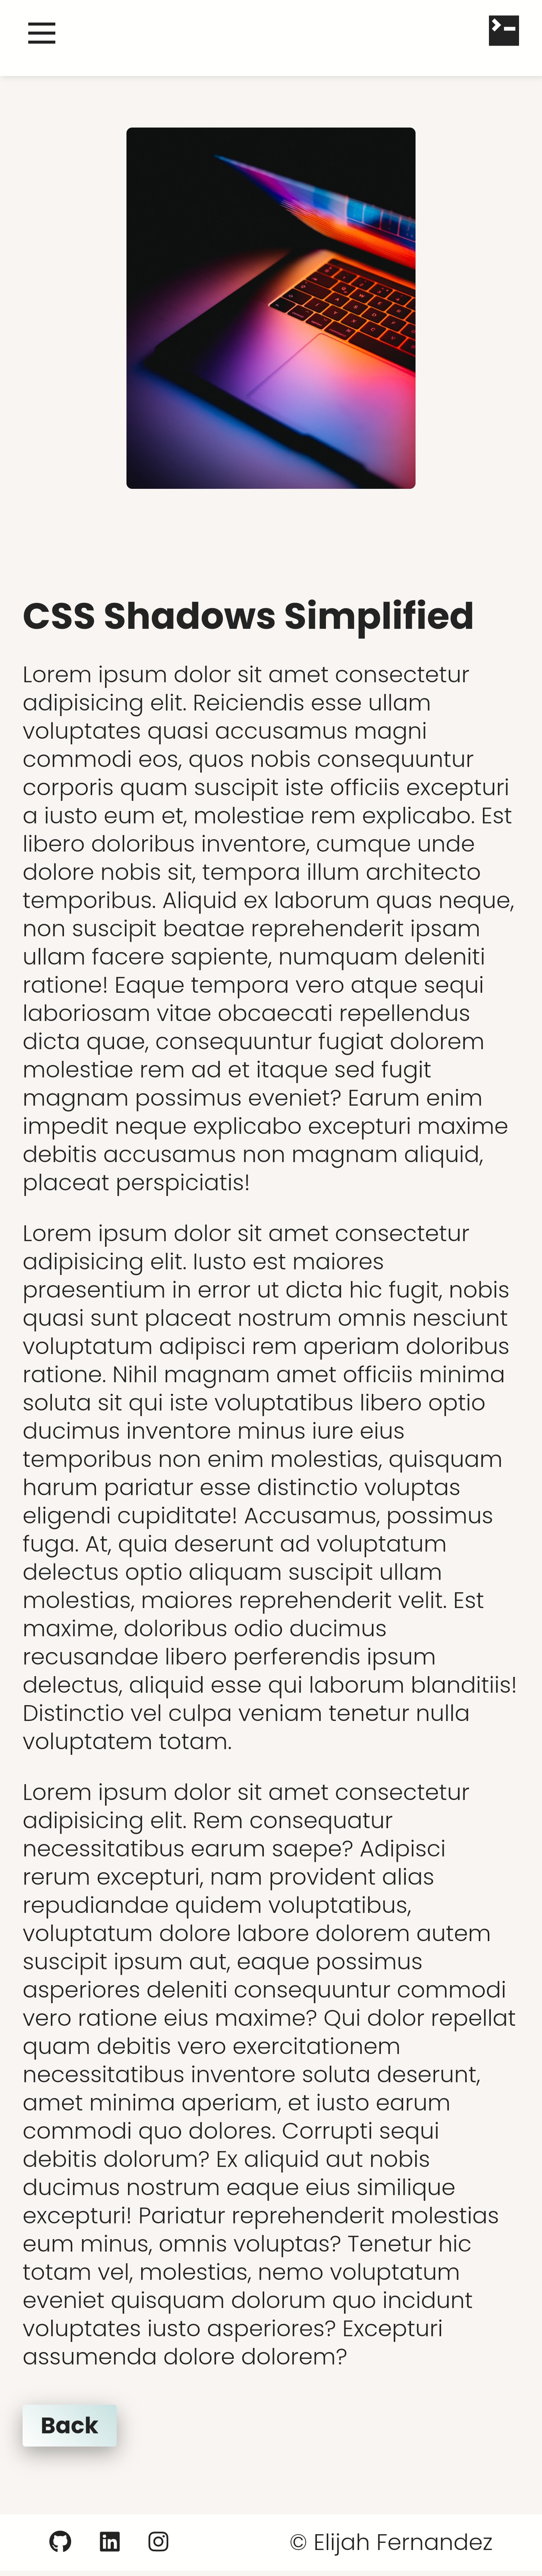 CSS Shadows Simplified
Lorem ipsum dolor sit amet consectetur
adipisicing elit. Reiciendis esse ullam
voluptates quasi accusamus magni
commodi eos, quos nobis consequuntur
corporis quam suscipit iste officiis excepturi
a iusto eum et, molestiae rem explicabo. Est
libero doloribus inventore, cumque unde
dolore nobis sit, tempora illum architecto
temporibus. Aliquid ex laborum quas neque,
non suscipit beatae reprehenderit ipsam
ullam facere sapiente, numquam deleniti
ratione! Eaque tempora vero atque sequi
laboriosam vitae obcaecati repellendus
dicta quae, consequuntur fugiat dolorem
molestiae rem ad et itaque sed fugit
magnam possimus eveniet? Earum enim
impedit neque explicabo excepturi maxime
debitis accusamus non magnam aliquid,
placeat perspiciatis!
Lorem ipsum dolor sit amet consectetur
adipisicing elit. Iusto est maiores
praesentium in error ut dicta hic fugit, nobis
quasi sunt placeat nostrum omnis nesciunt
voluptatum adipisci rem aperiam doloribus
ratione. Nihil magnam amet officiis minima
soluta sit qui iste voluptatibus libero optio
ducimus inventore minus iure eius
temporibus non enim molestias, quisquam
harum pariatur esse distinctio voluptas
eligendi cupiditate! Accusamus, possimus
fuga. At, quia deserunt ad voluptatum
delectus optio aliquam suscipit ullam
molestias, maiores reprehenderit velit. Est
maxime, doloribus odio ducimus
recusandae libero perferendis ipsum
delectus, aliquid esse qui laborum blanditiis!
Distinctio vel culpa veniam tenetur nulla
voluptatem totam.
Lorem ipsum dolor sit amet consectetur
adipisicing elit. Rem consequatur
necessitatibus earum saepe? Adipisci
rerum excepturi, nam provident alias
repudiandae quidem voluptatibus,
voluptatum dolore labore dolorem autem
suscipit ipsum aut, eaque possimus
asperiores deleniti consequuntur commodi
vero ratione eius maxime? Qui dolor repellat
quam debitis vero exercitationem
necessitatibus inventore soluta deserunt,
amet minima aperiam, et iusto earum
commodi quo dolores. Corrupti sequi
debitis dolorum? Ex aliquid aut nobis
ducimus nostrum eaque eius similique
excepturi! Pariatur reprehenderit molestias
eum minus, omnis voluptas? Tenetur hic
totam vel, molestias, nemo voluptatum
eveniet quisquam dolorum quo incidunt
voluptates iusto asperiores? Excepturi
assumenda dolore dolorem?
Back
© Elijah Fernandez